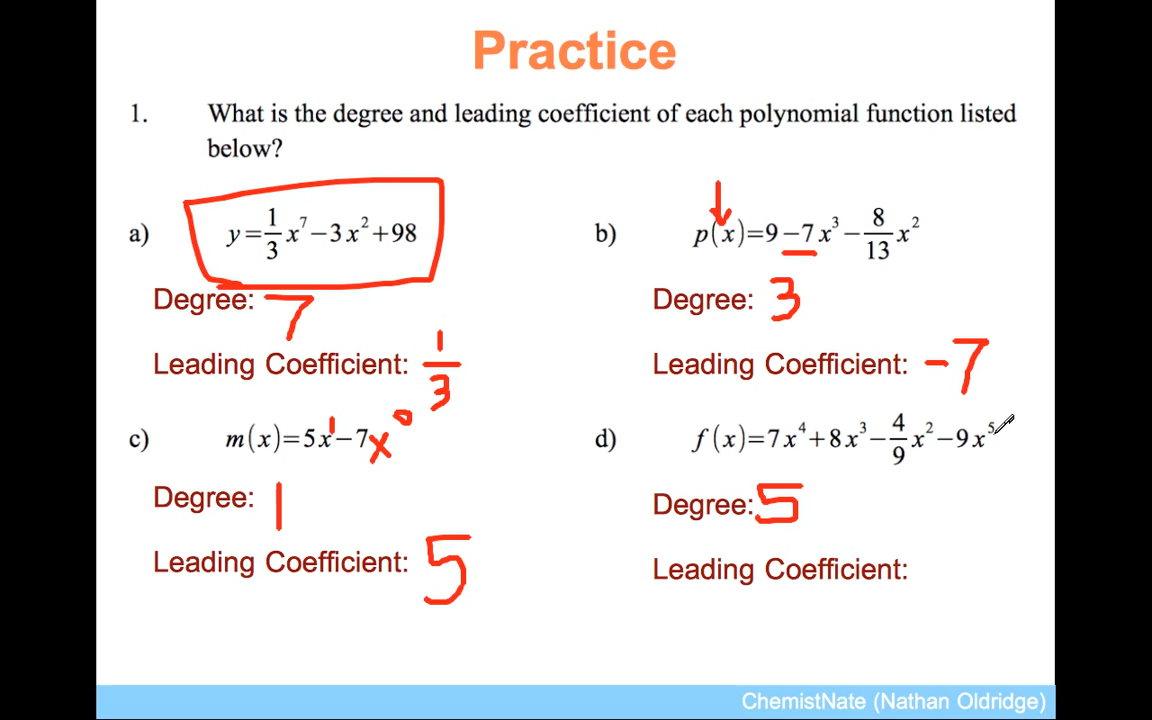 Practice
1. What is the degree and leading coefficient of each polynomial function listed
below?
a) y=1/3 x^7−3x^2+98
Degree: 7
Leading Coefficient: 1/3
b) p(x)=9−7x^3−8/13 x^2
Degree: 3
Leading Coefficient: -7
c) m(x)=5x^1−7x^0
Degree: 1
Leading Coefficient: 5
d) f(x)=7x^4+8x^3−4/9 x^2−9x^5
Degree: 5
Leading Coefficient:
ChemistNate (Nathan Oldridge)